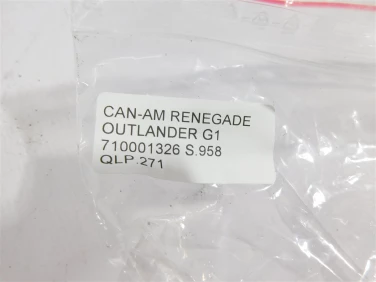 CAN-AM RENEGADE
OUTLANDER G1
710001326 S.958
QLP.271